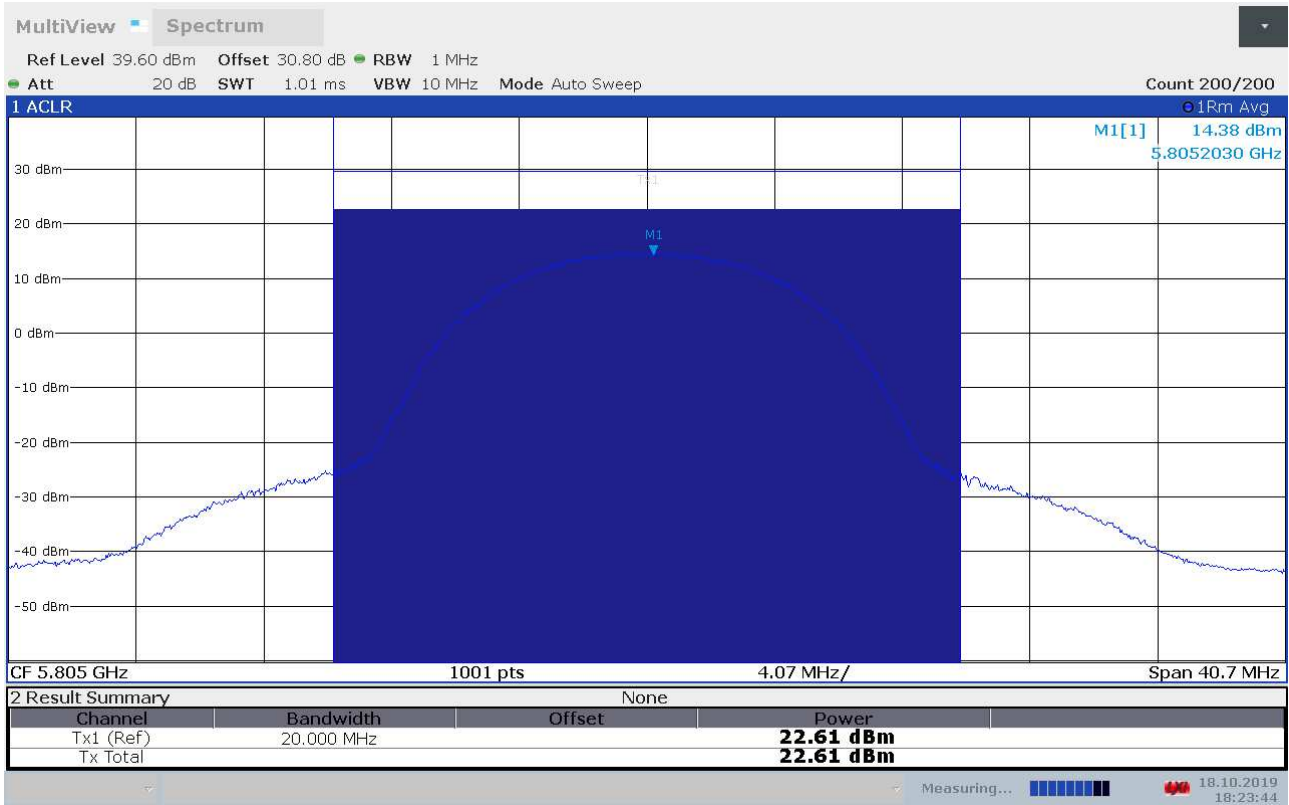 MultiView Spectrum
Ref Level 39.60 dBm Offset 30.80 dB RBW 1 MHz
Att 20 dB SWT 1.01 ms VBW 10 MHz Mode Auto Sweep Count 200/200
1 ACLR 1Rm Avg
M1[1] 14.38 dBm
5.8052030 GHz
30 dBm
Tx1
20 dBm
M1
10 dBm
0 dBm
-10 dBm
-20 dBm
-30 dBm
-40 dBm
-50 dBm
CF 5.805 GHz 1001 pts 4.07 MHz/ Span 40.7 MHz
2 Result Summary None
Channel Bandwidth Offset Power
Tx1 (Ref) 20.000 MHz 22.61 dBm
Tx Total 22.61 dBm
Measuring... 18.10.2019
18:23:44